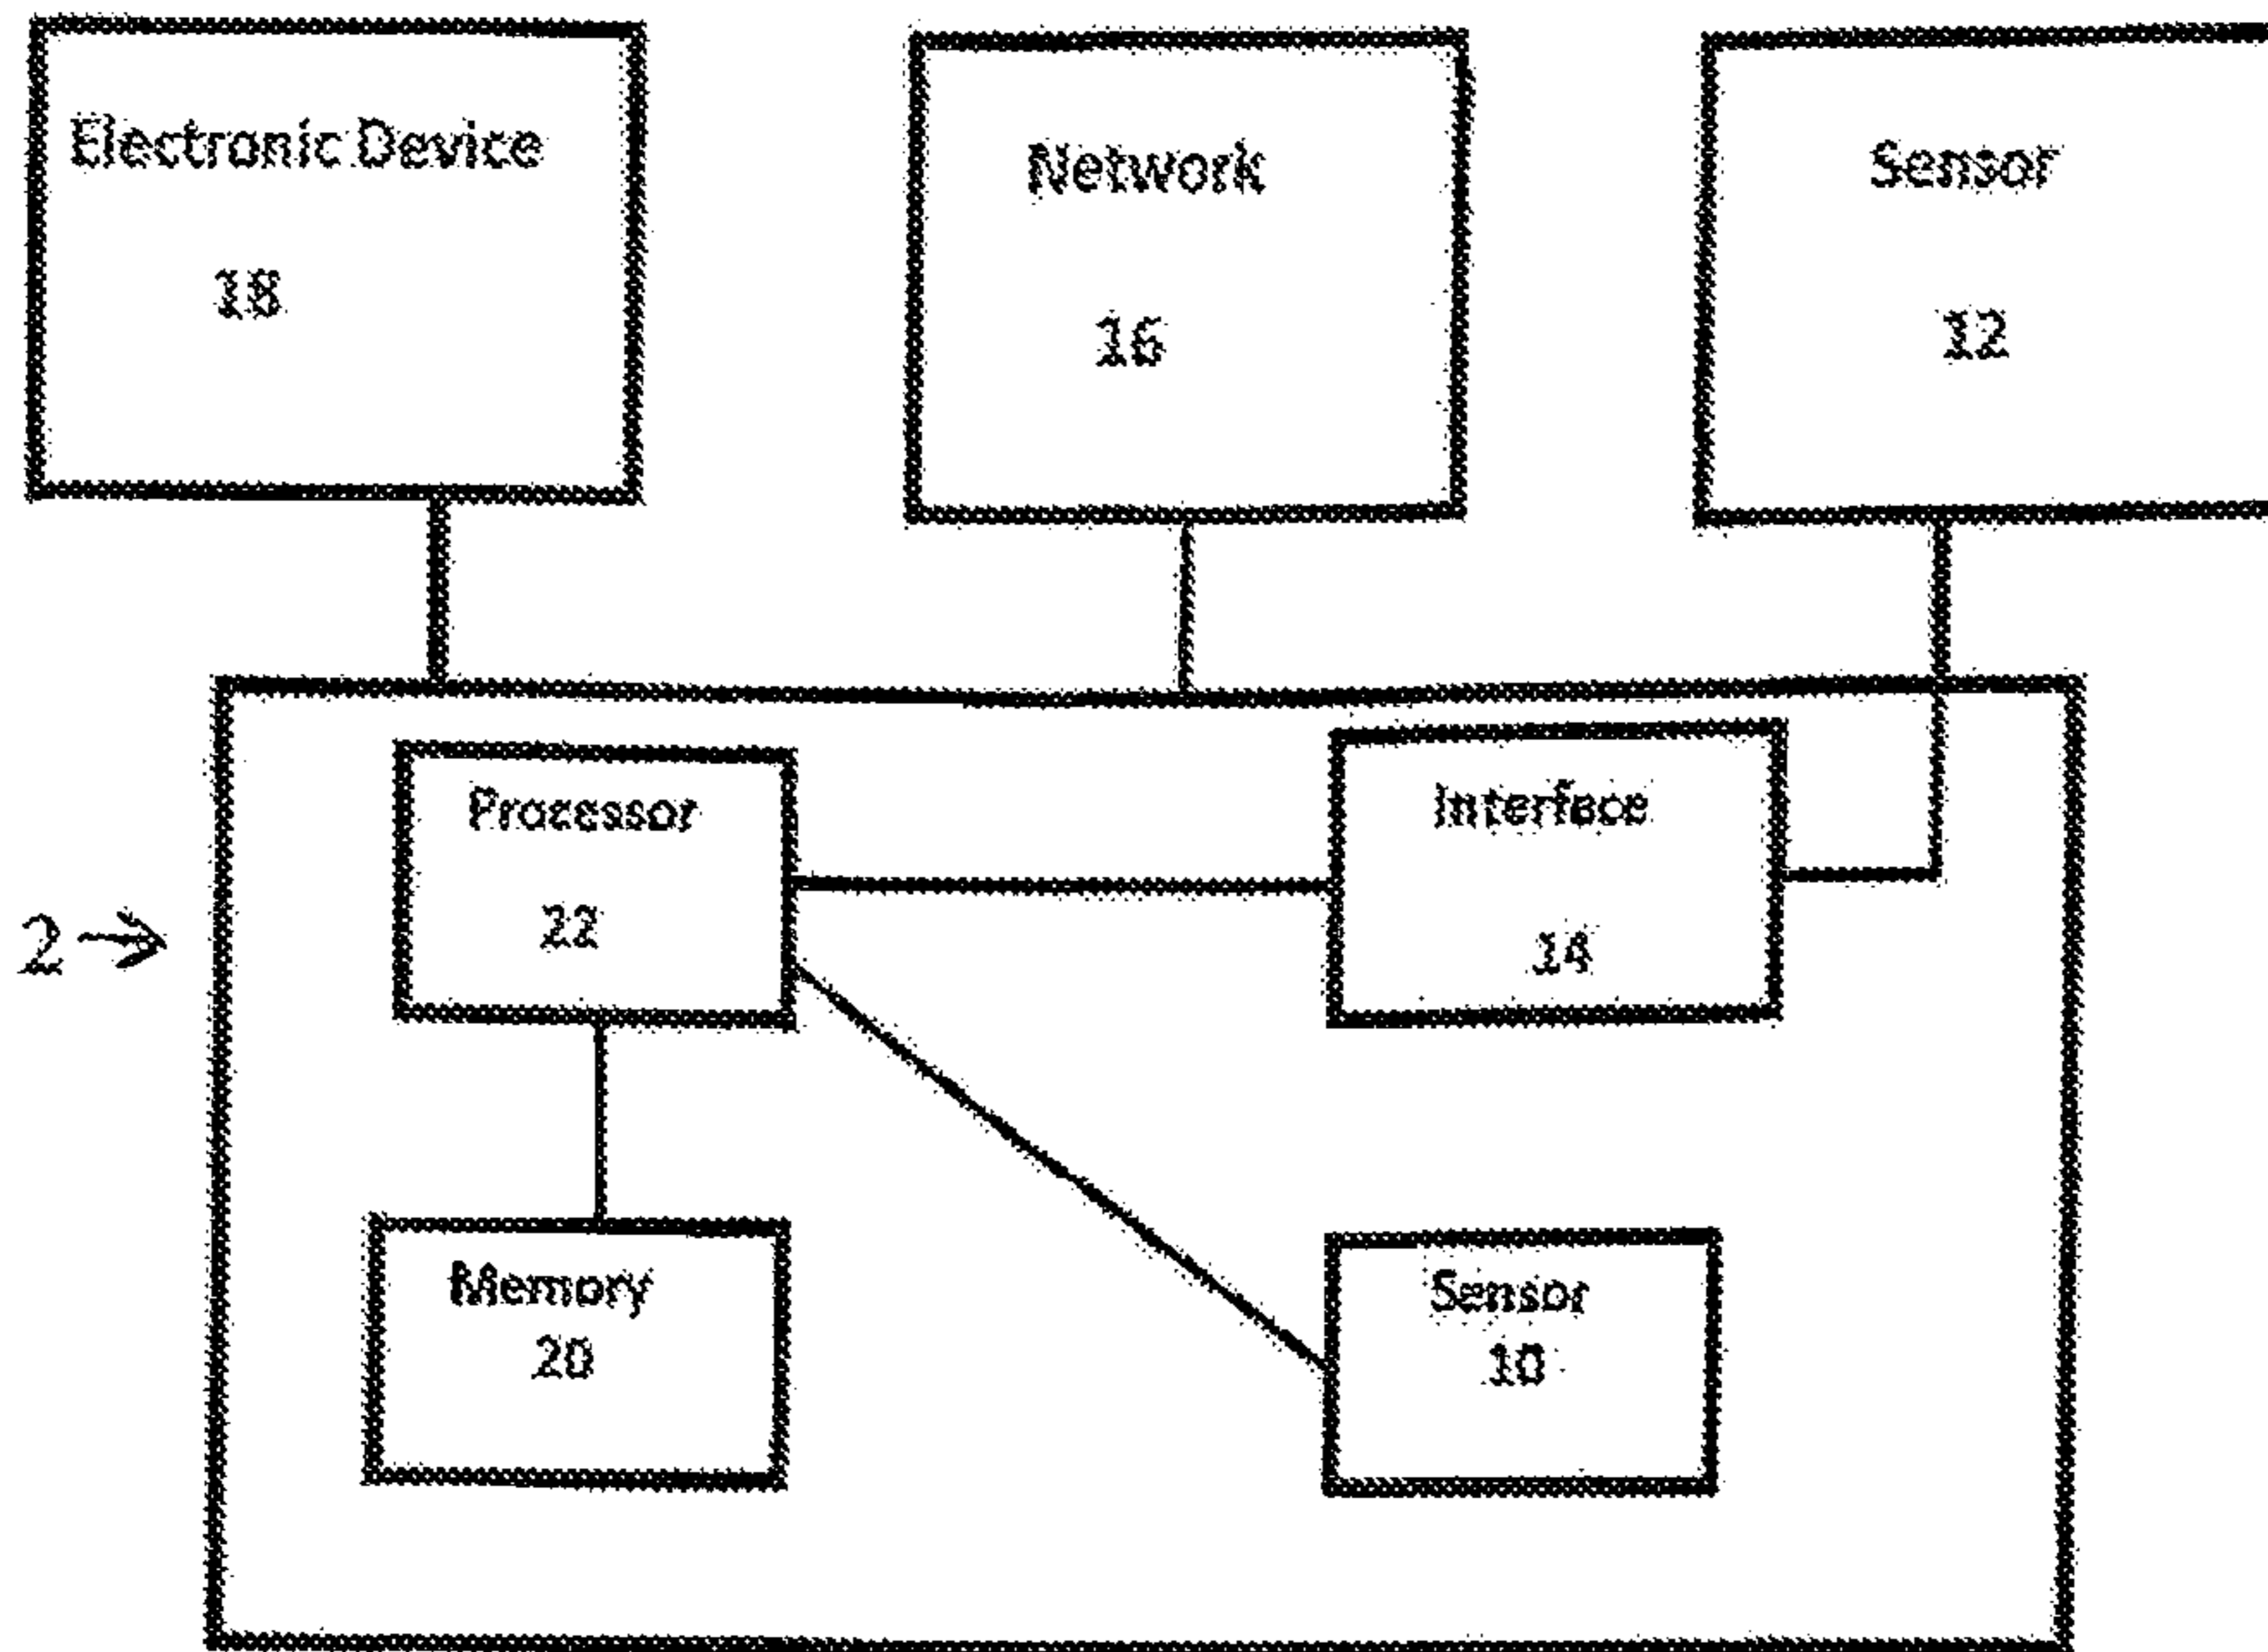 Electronic Device
18
Network
16
Sensor
12
Processor
22
Interface
14
2 →
Memory
20
Sensor
10